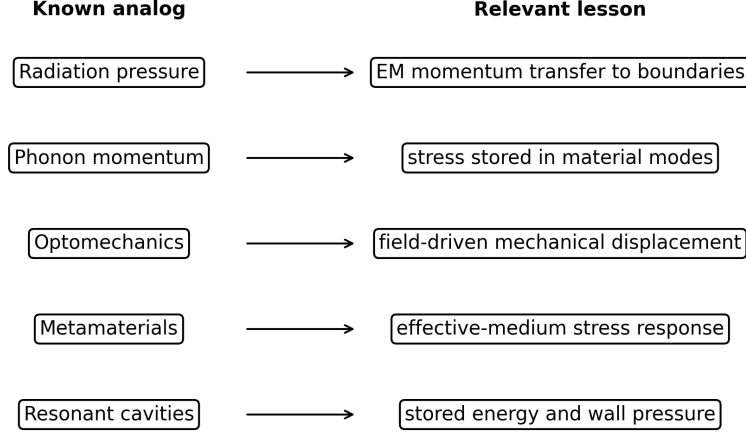 Known analog Relevant lesson
Radiation pressure EM momentum transfer to boundaries
Phonon momentum stress stored in material modes
Optomechanics field-driven mechanical displacement
Metamaterials effective-medium stress response
Resonant cavities stored energy and wall pressure